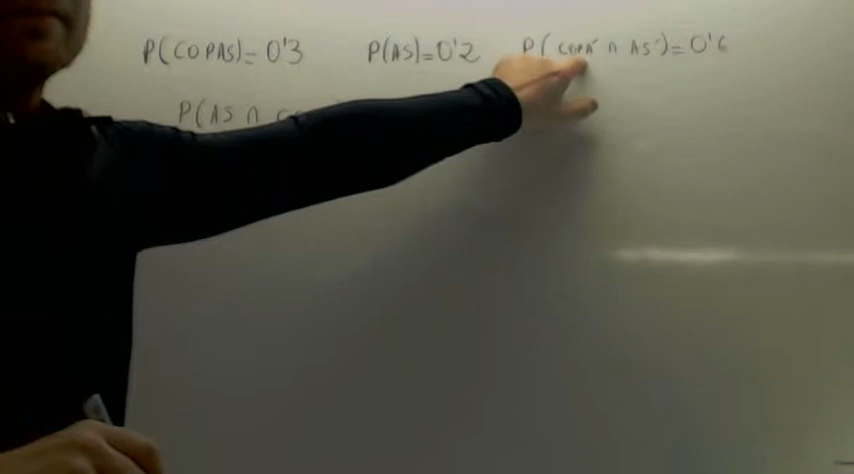 P(COPAS)= 0'3 P(AS)=0'2 P(COPA´ ∩ AS´)= 0'6
P(AS ∩